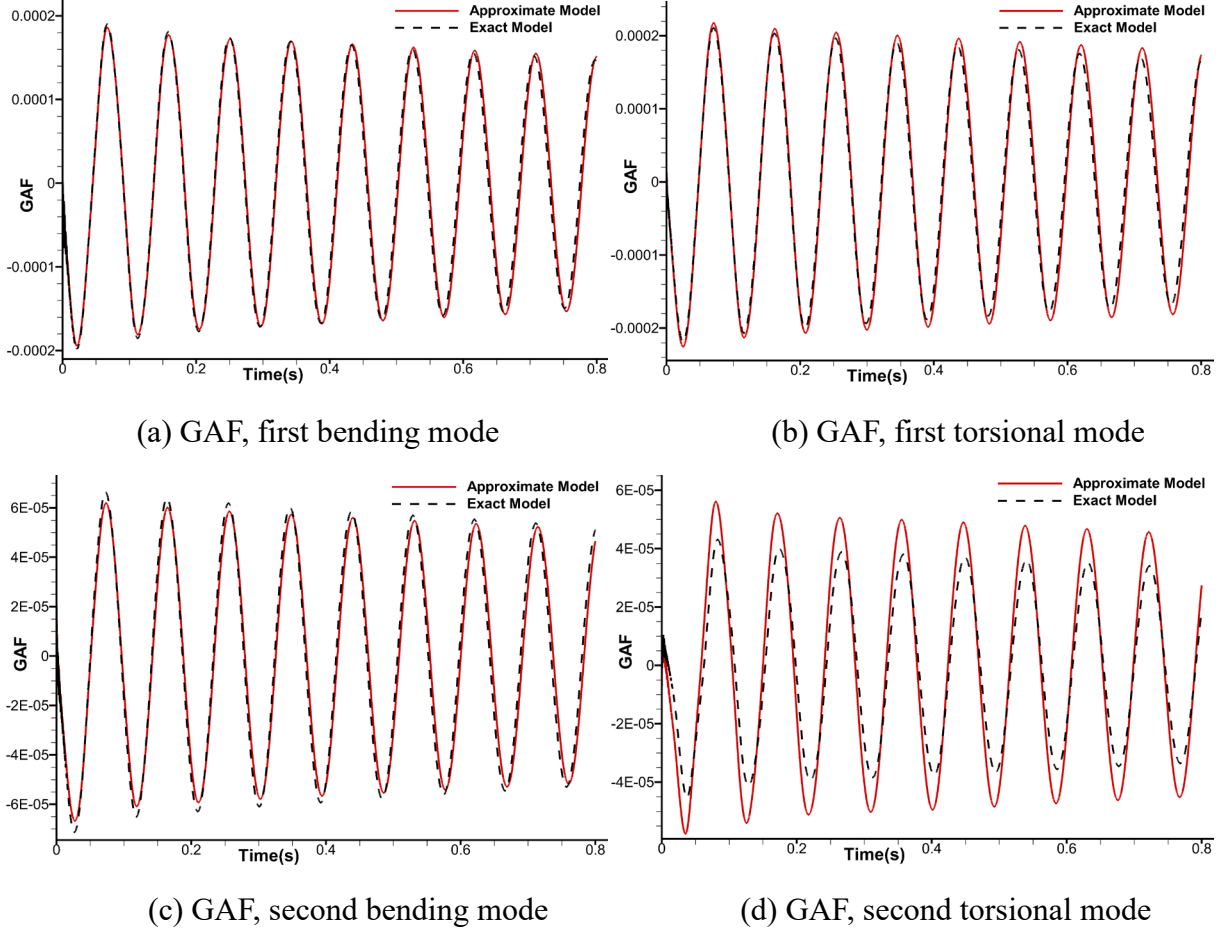 Approximate Model
Exact Model
0.0002
0.0001
0
-0.0001
-0.0002
GAF
0 0.2 0.4 0.6 0.8
Time(s)
(a) GAF, first bending mode
Approximate Model
Exact Model
0.0002
0.0001
0
-0.0001
-0.0002
GAF
0 0.2 0.4 0.6 0.8
Time(s)
(b) GAF, first torsional mode
Approximate Model
Exact Model
6E-05
4E-05
2E-05
0
-2E-05
-4E-05
-6E-05
GAF
0 0.2 0.4 0.6 0.8
Time(s)
(c) GAF, second bending mode
Approximate Model
Exact Model
6E-05
4E-05
2E-05
0
-2E-05
-4E-05
GAF
0 0.2 0.4 0.6 0.8
Time(s)
(d) GAF, second torsional mode